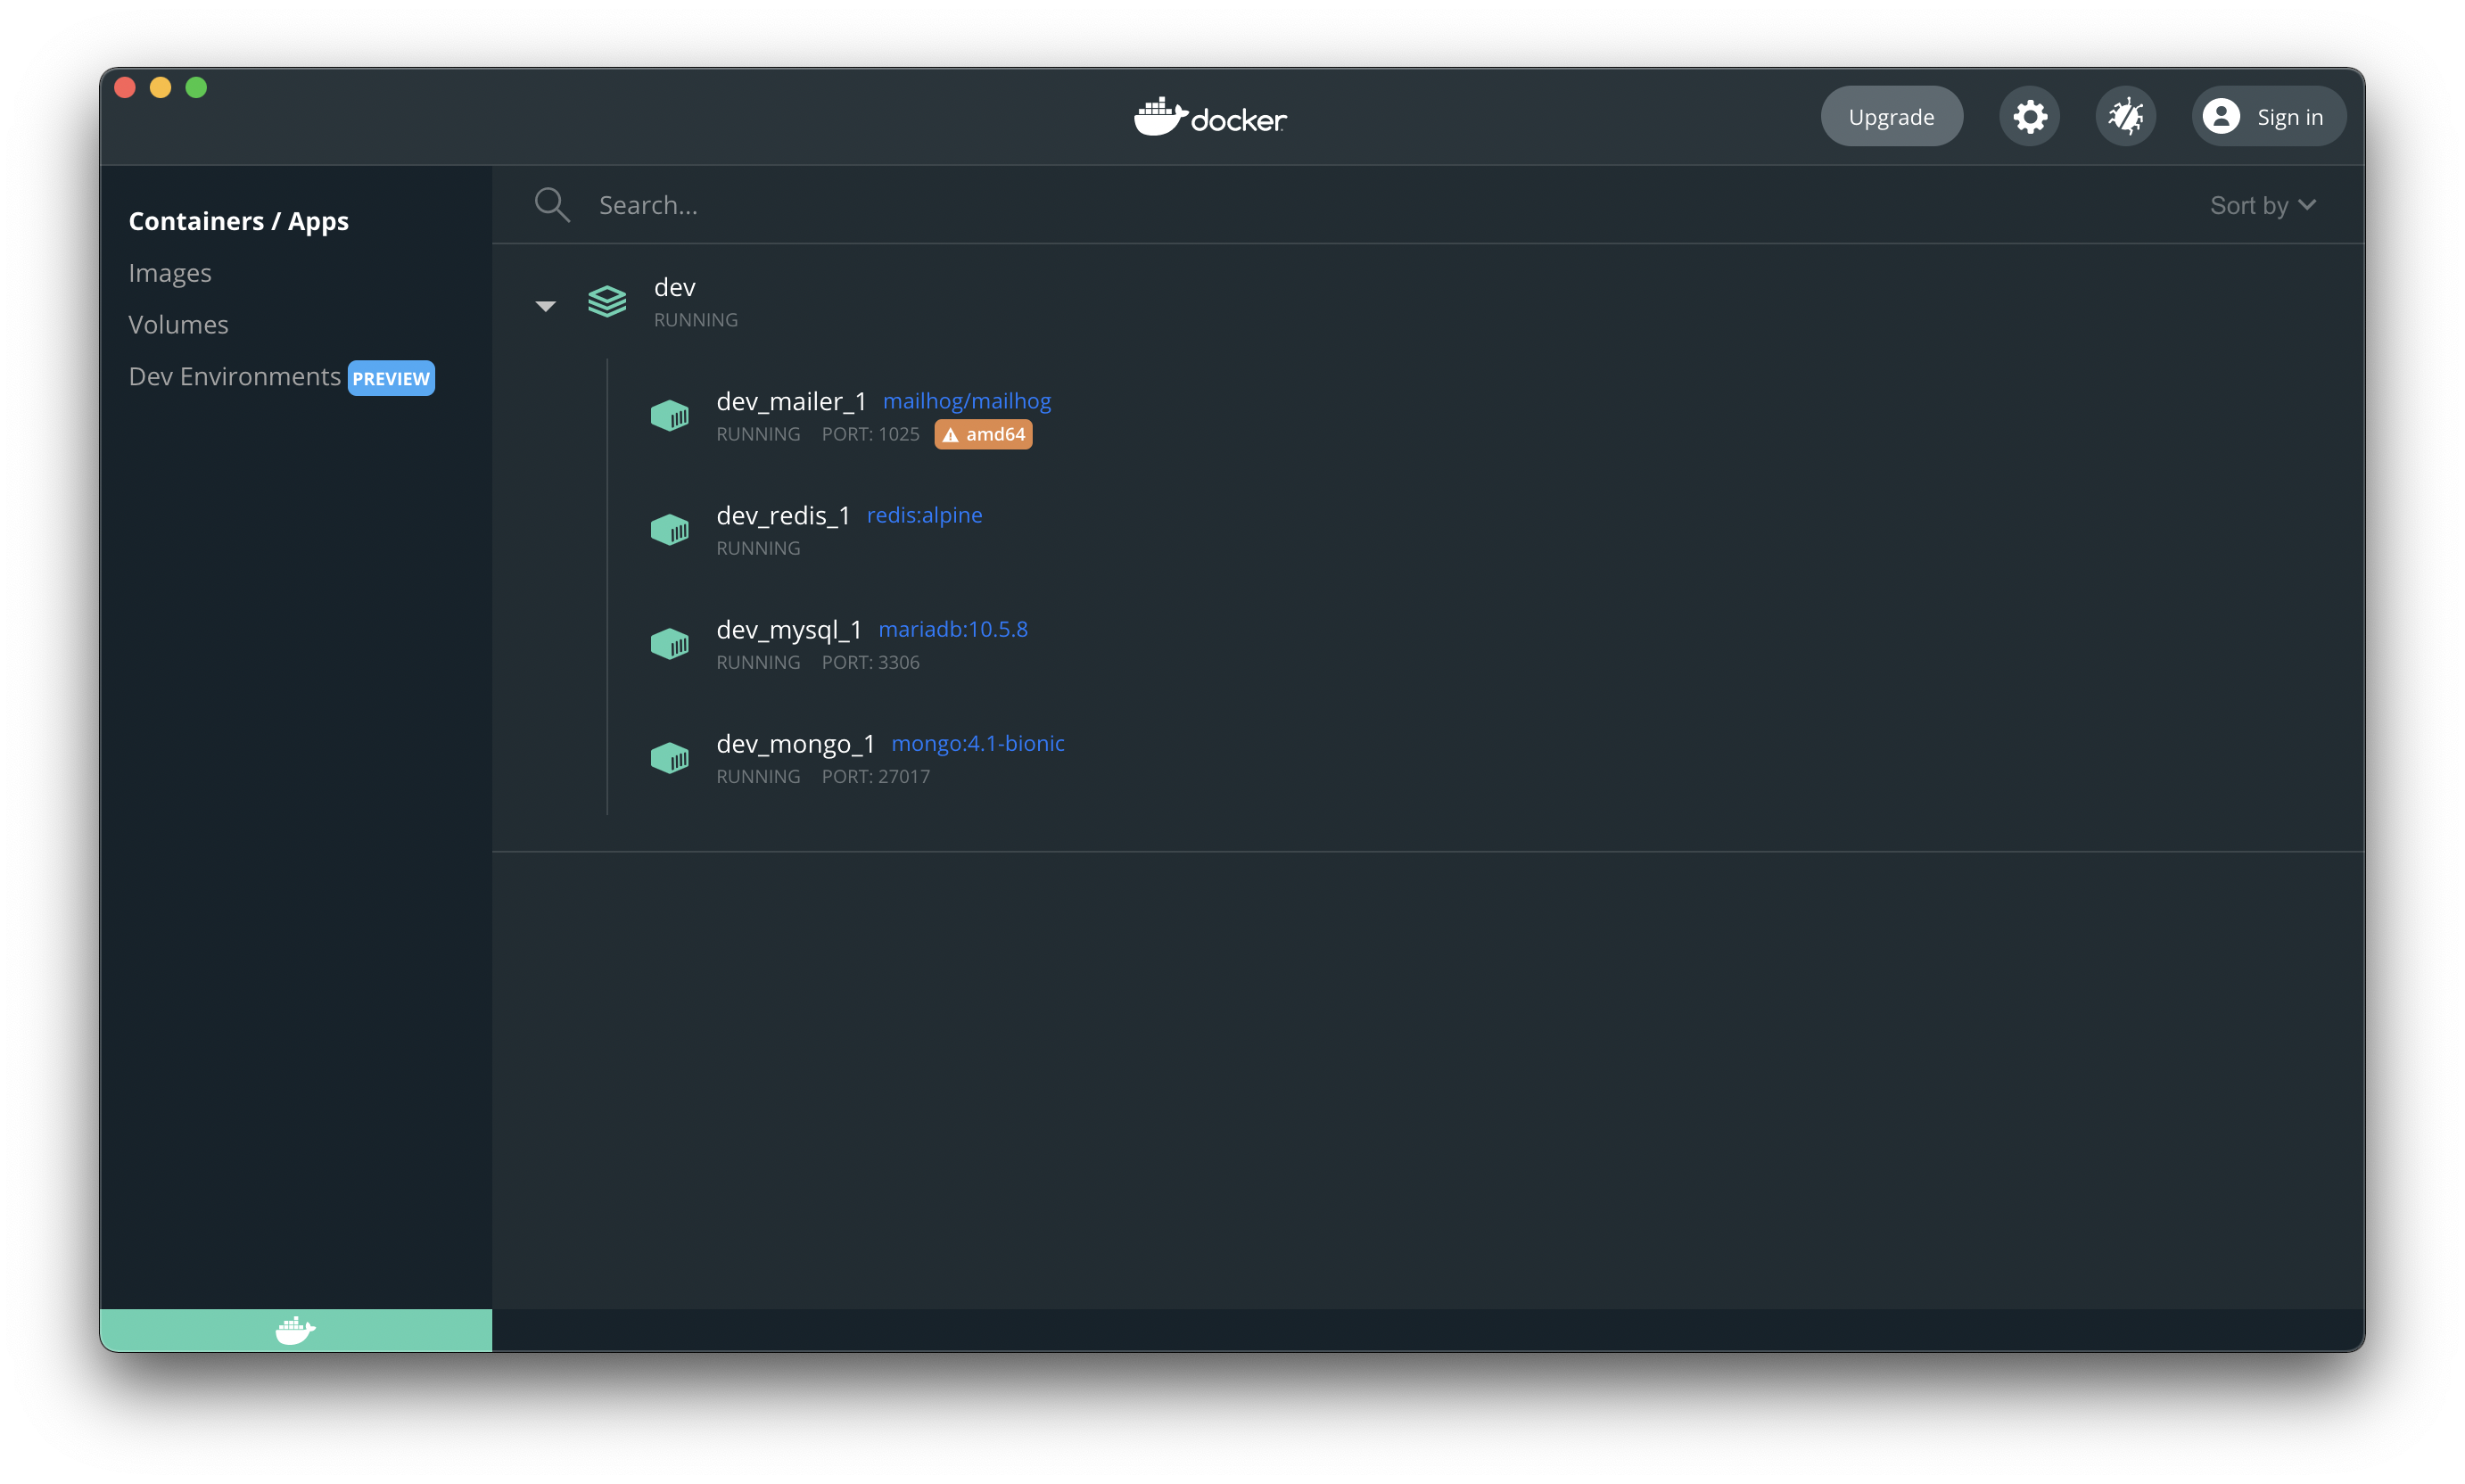 docker
Upgrade
Sign in
Containers / Apps
Images
Volumes
Dev Environments PREVIEW
Search...
Sort by
dev
RUNNING
dev_mailer_1 mailhog/mailhog
RUNNING PORT: 1025 amd64
dev_redis_1 redis:alpine
RUNNING
dev_mysql_1 mariadb:10.5.8
RUNNING PORT: 3306
dev_mongo_1 mongo:4.1-bionic
RUNNING PORT: 27017